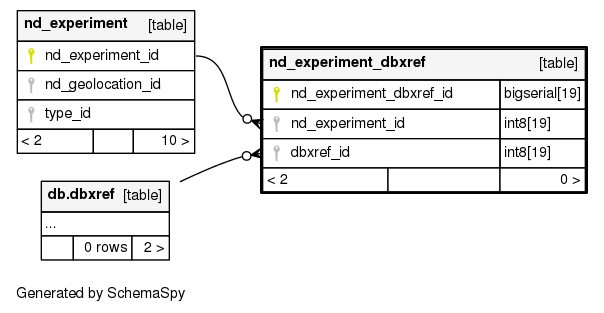 nd_experiment [table]
nd_experiment_id
nd_geolocation_id
type_id
< 2 10 >
nd_experiment_dbxref [table]
nd_experiment_dbxref_id bigserial[19]
nd_experiment_id int8[19]
dbxref_id int8[19]
< 2 0 >
db.dbxref [table]
...
0 rows 2 >
Generated by SchemaSpy